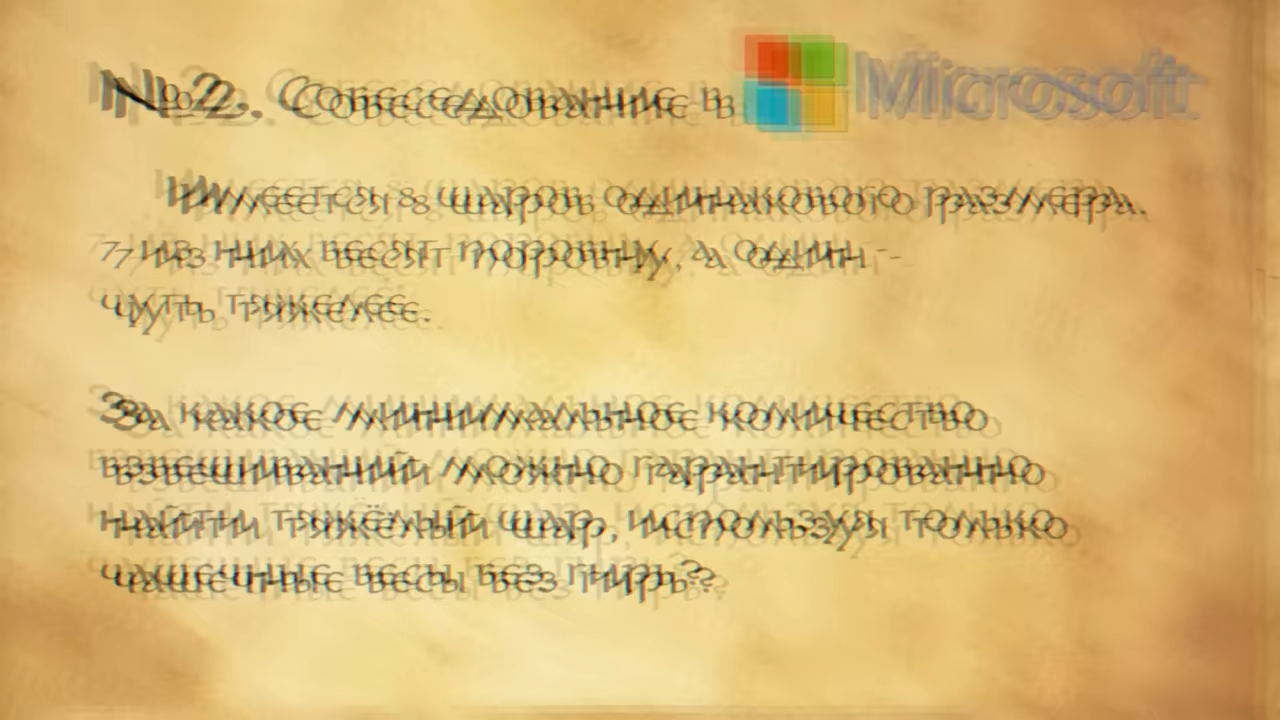 №2. Собеседование в Microsoft
Имеется 8 шаров одинакового размера.
7 из них весят поровну, а один -
чуть тяжелее.
За какое минимальное количество
взвешиваний можно гарантированно
найти тяжёлый шар, используя только
чашечные весы без гирь?